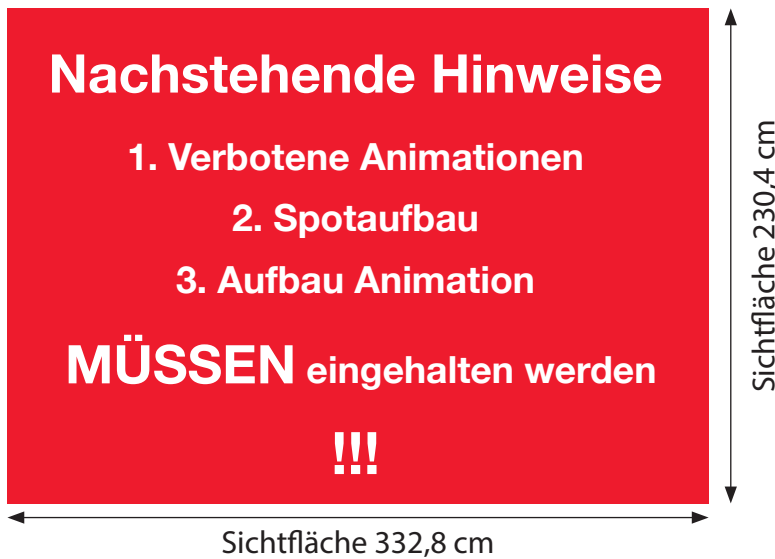 Nachstehende Hinweise
1. Verbotene Animationen
2. Spotaufbau
3. Aufbau Animation
MÜSSEN eingehalten werden
!!!
Sichtfläche 230,4 cm
Sichtfläche 332,8 cm